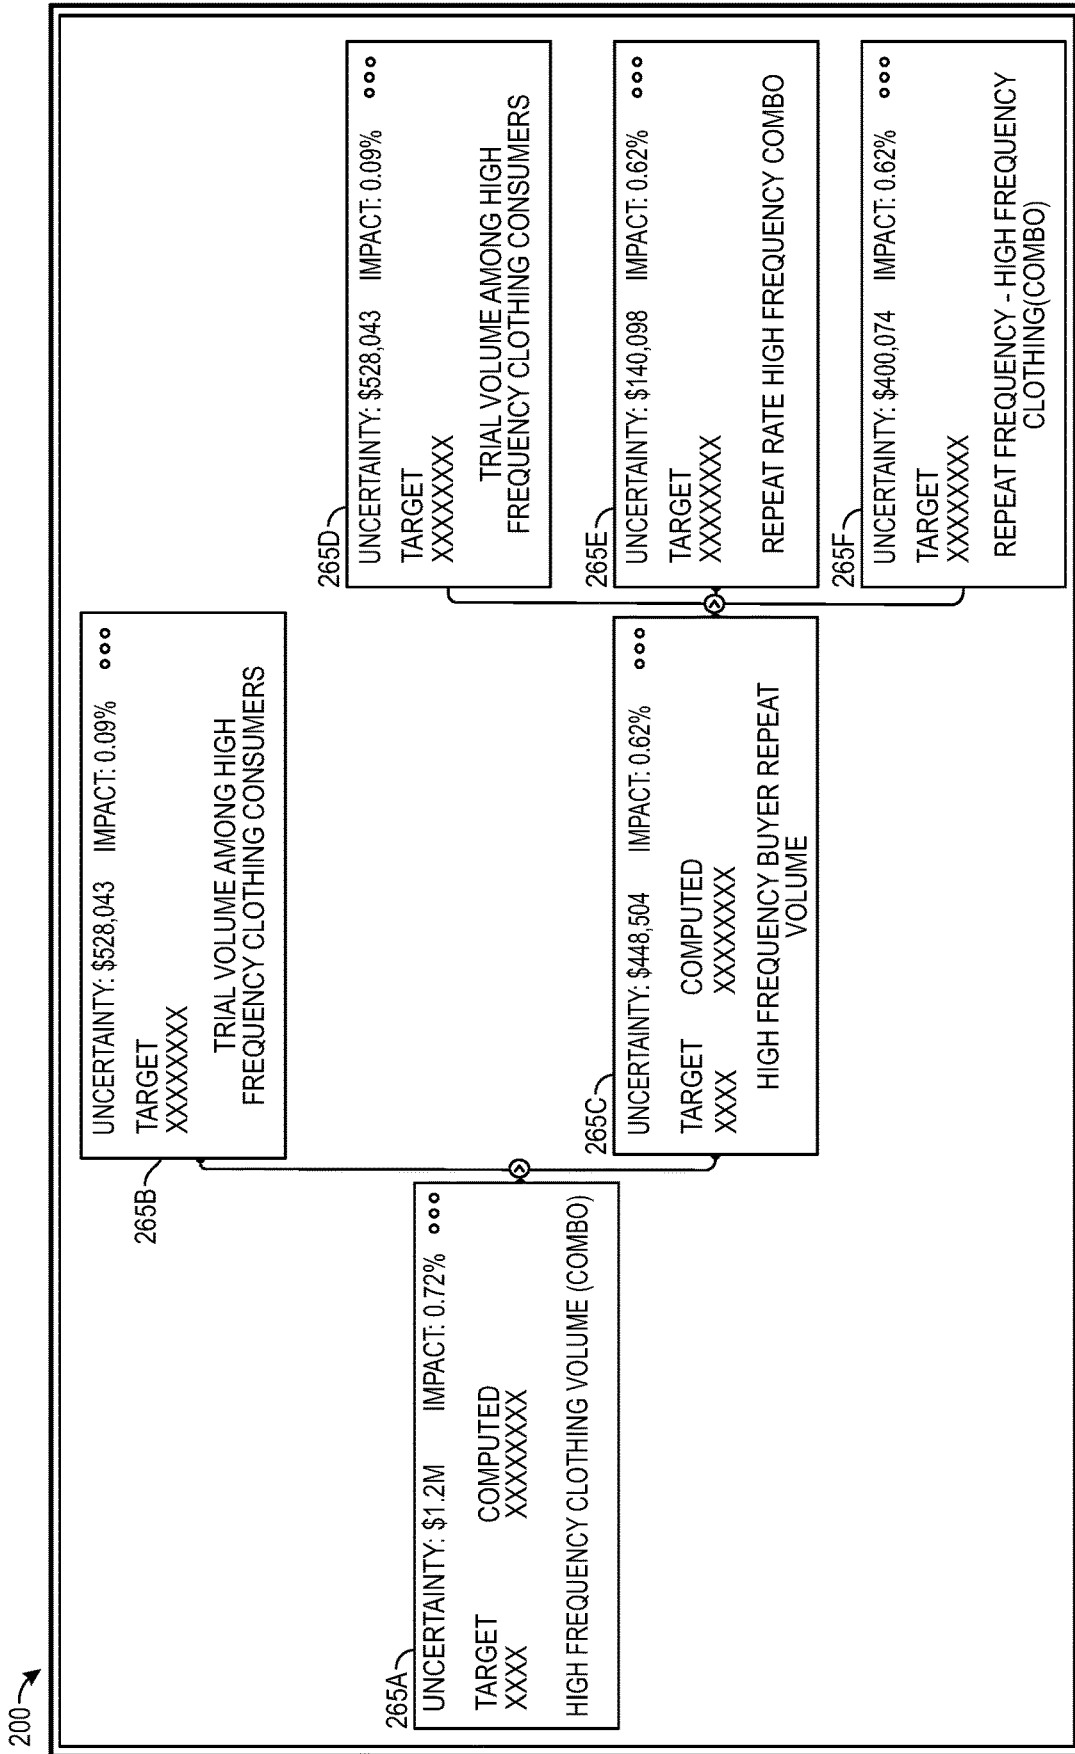 200
265A
UNCERTAINTY: $1.2M IMPACT: 0.72%
TARGET COMPUTED
XXXX XXXXXXXX
HIGH FREQUENCY CLOTHING VOLUME (COMBO)
265B
UNCERTAINTY: $528,043 IMPACT: 0.09%
TARGET
XXXXXXXX
TRIAL VOLUME AMONG HIGH
FREQUENCY CLOTHING CONSUMERS
265C
UNCERTAINTY: $448,504 IMPACT: 0.62%
TARGET COMPUTED
XXXX XXXXXXXX
HIGH FREQUENCY BUYER REPEAT
VOLUME
265D
UNCERTAINTY: $528,043 IMPACT: 0.09%
TARGET
XXXXXXXX
TRIAL VOLUME AMONG HIGH
FREQUENCY CLOTHING CONSUMERS
265E
UNCERTAINTY: $140,098 IMPACT: 0.62%
TARGET
XXXXXXXX
REPEAT RATE HIGH FREQUENCY COMBO
265F
UNCERTAINTY: $400,074 IMPACT: 0.62%
TARGET
XXXXXXXX
REPEAT FREQUENCY - HIGH FREQUENCY
CLOTHING(COMBO)